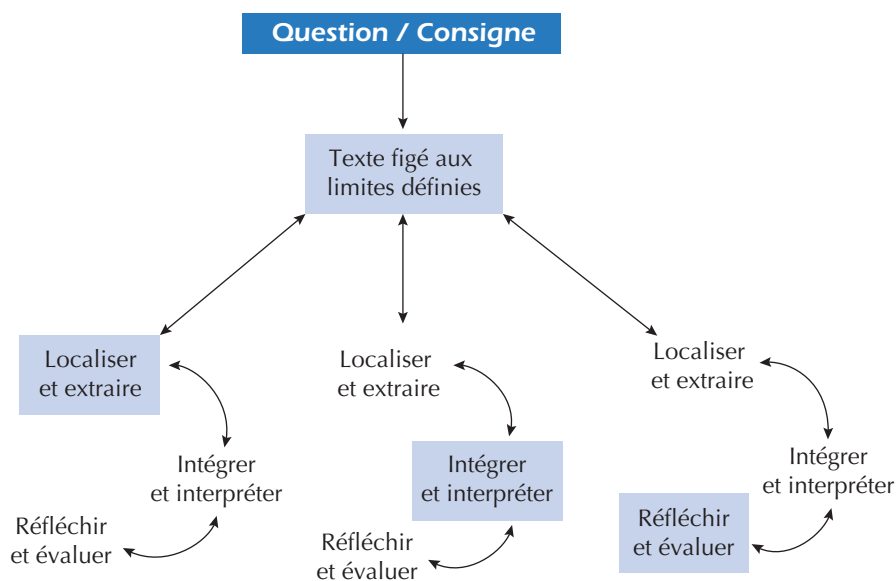 Question / Consigne
Texte figé aux
limites définies
Localiser
et extraire
Intégrer
et interpréter
Réfléchir
et évaluer
Localiser
et extraire
Intégrer
et interpréter
Réfléchir
et évaluer
Localiser
et extraire
Intégrer
et interpréter
Réfléchir
et évaluer